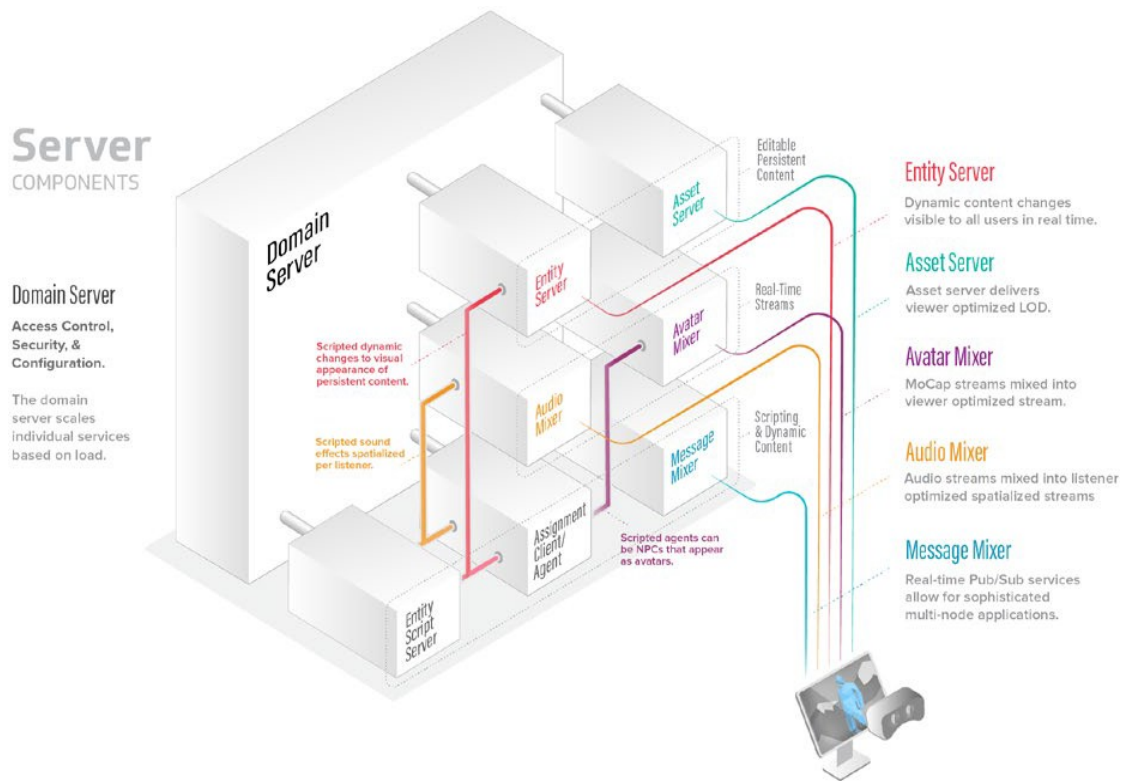 Server
COMPONENTS
Domain Server
Access Control,
Security, &
Configuration.
The domain
server scales
individual services
based on load.
Domain
Server
Scripted dynamic
changes to visual
appearance of
persistent content.
Scripted sound
effects spatialized
per listener.
Entity
Server
Asset
Server
Audio
Mixer
Avatar
Mixer
Message
Mixer
Assignment
Client/
Agent
Entity
Script
Server
Scripted agents can
be NPCs that appear
as avatars.
Editable
Persistent
Content
Real-Time
Streams
Scripting
& Dynamic
Content
Entity Server
Dynamic content changes
visible to all users in real time.
Asset Server
Asset server delivers
viewer optimized LOD.
Avatar Mixer
MoCap streams mixed into
viewer optimized stream.
Audio Mixer
Audio streams mixed into listener
optimized spatialized streams
Message Mixer
Real-time Pub/Sub services
allow for sophisticated
multi-node applications.